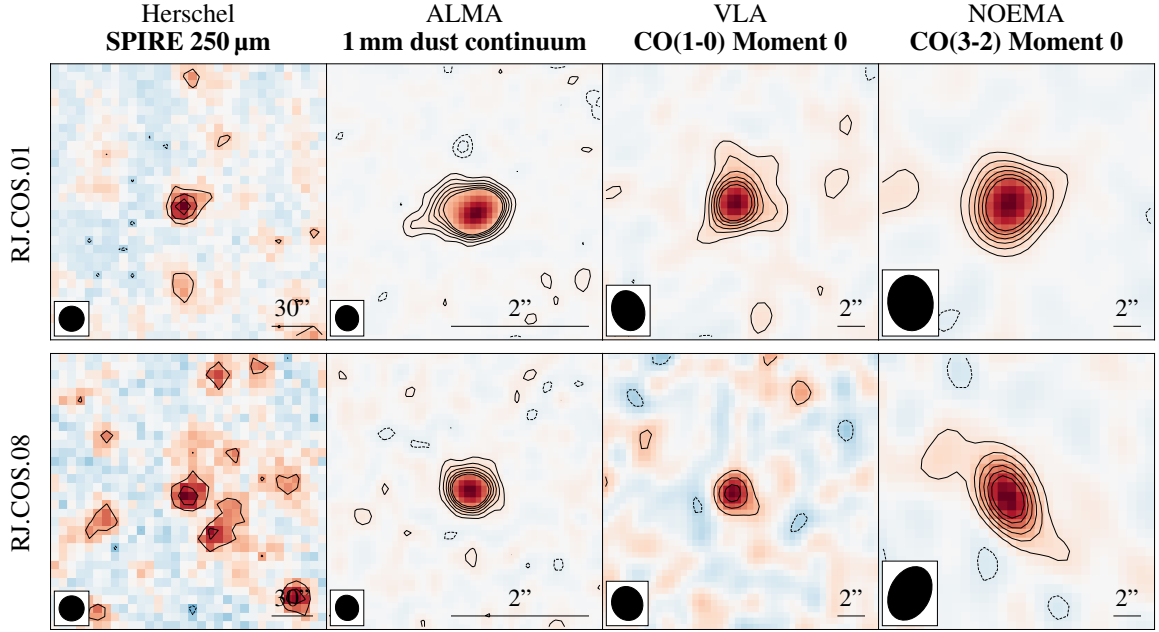 Herschel
SPIRE 250 μm
ALMA
1 mm dust continuum
VLA
CO(1-0) Moment 0
NOEMA
CO(3-2) Moment 0
RJ.COS.01
30”
2”
2”
2”
RJ.COS.08
30”
2”
2”
2”